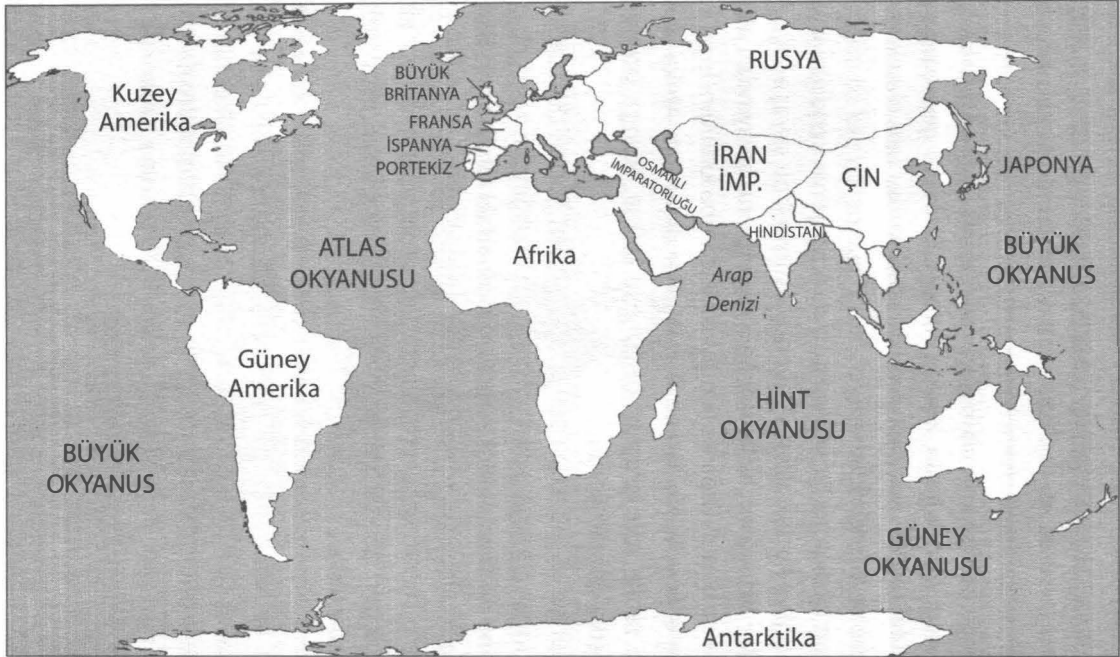 RUSYA
BÜYÜK
BRİTANYA
Kuzey
Amerika
FRANSA
İSPANYA
PORTEKİZ
OSMANLI
İMPARATORLUĞU
İRAN
İMP.
ÇİN
JAPONYA
HİNDİSTAN
ATLAS
OKYANUSU
Afrika
Arap
Denizi
BÜYÜK
OKYANUS
Güney
Amerika
HİNT
OKYANUSU
BÜYÜK
OKYANUS
GÜNEY
OKYANUSU
Antarktika